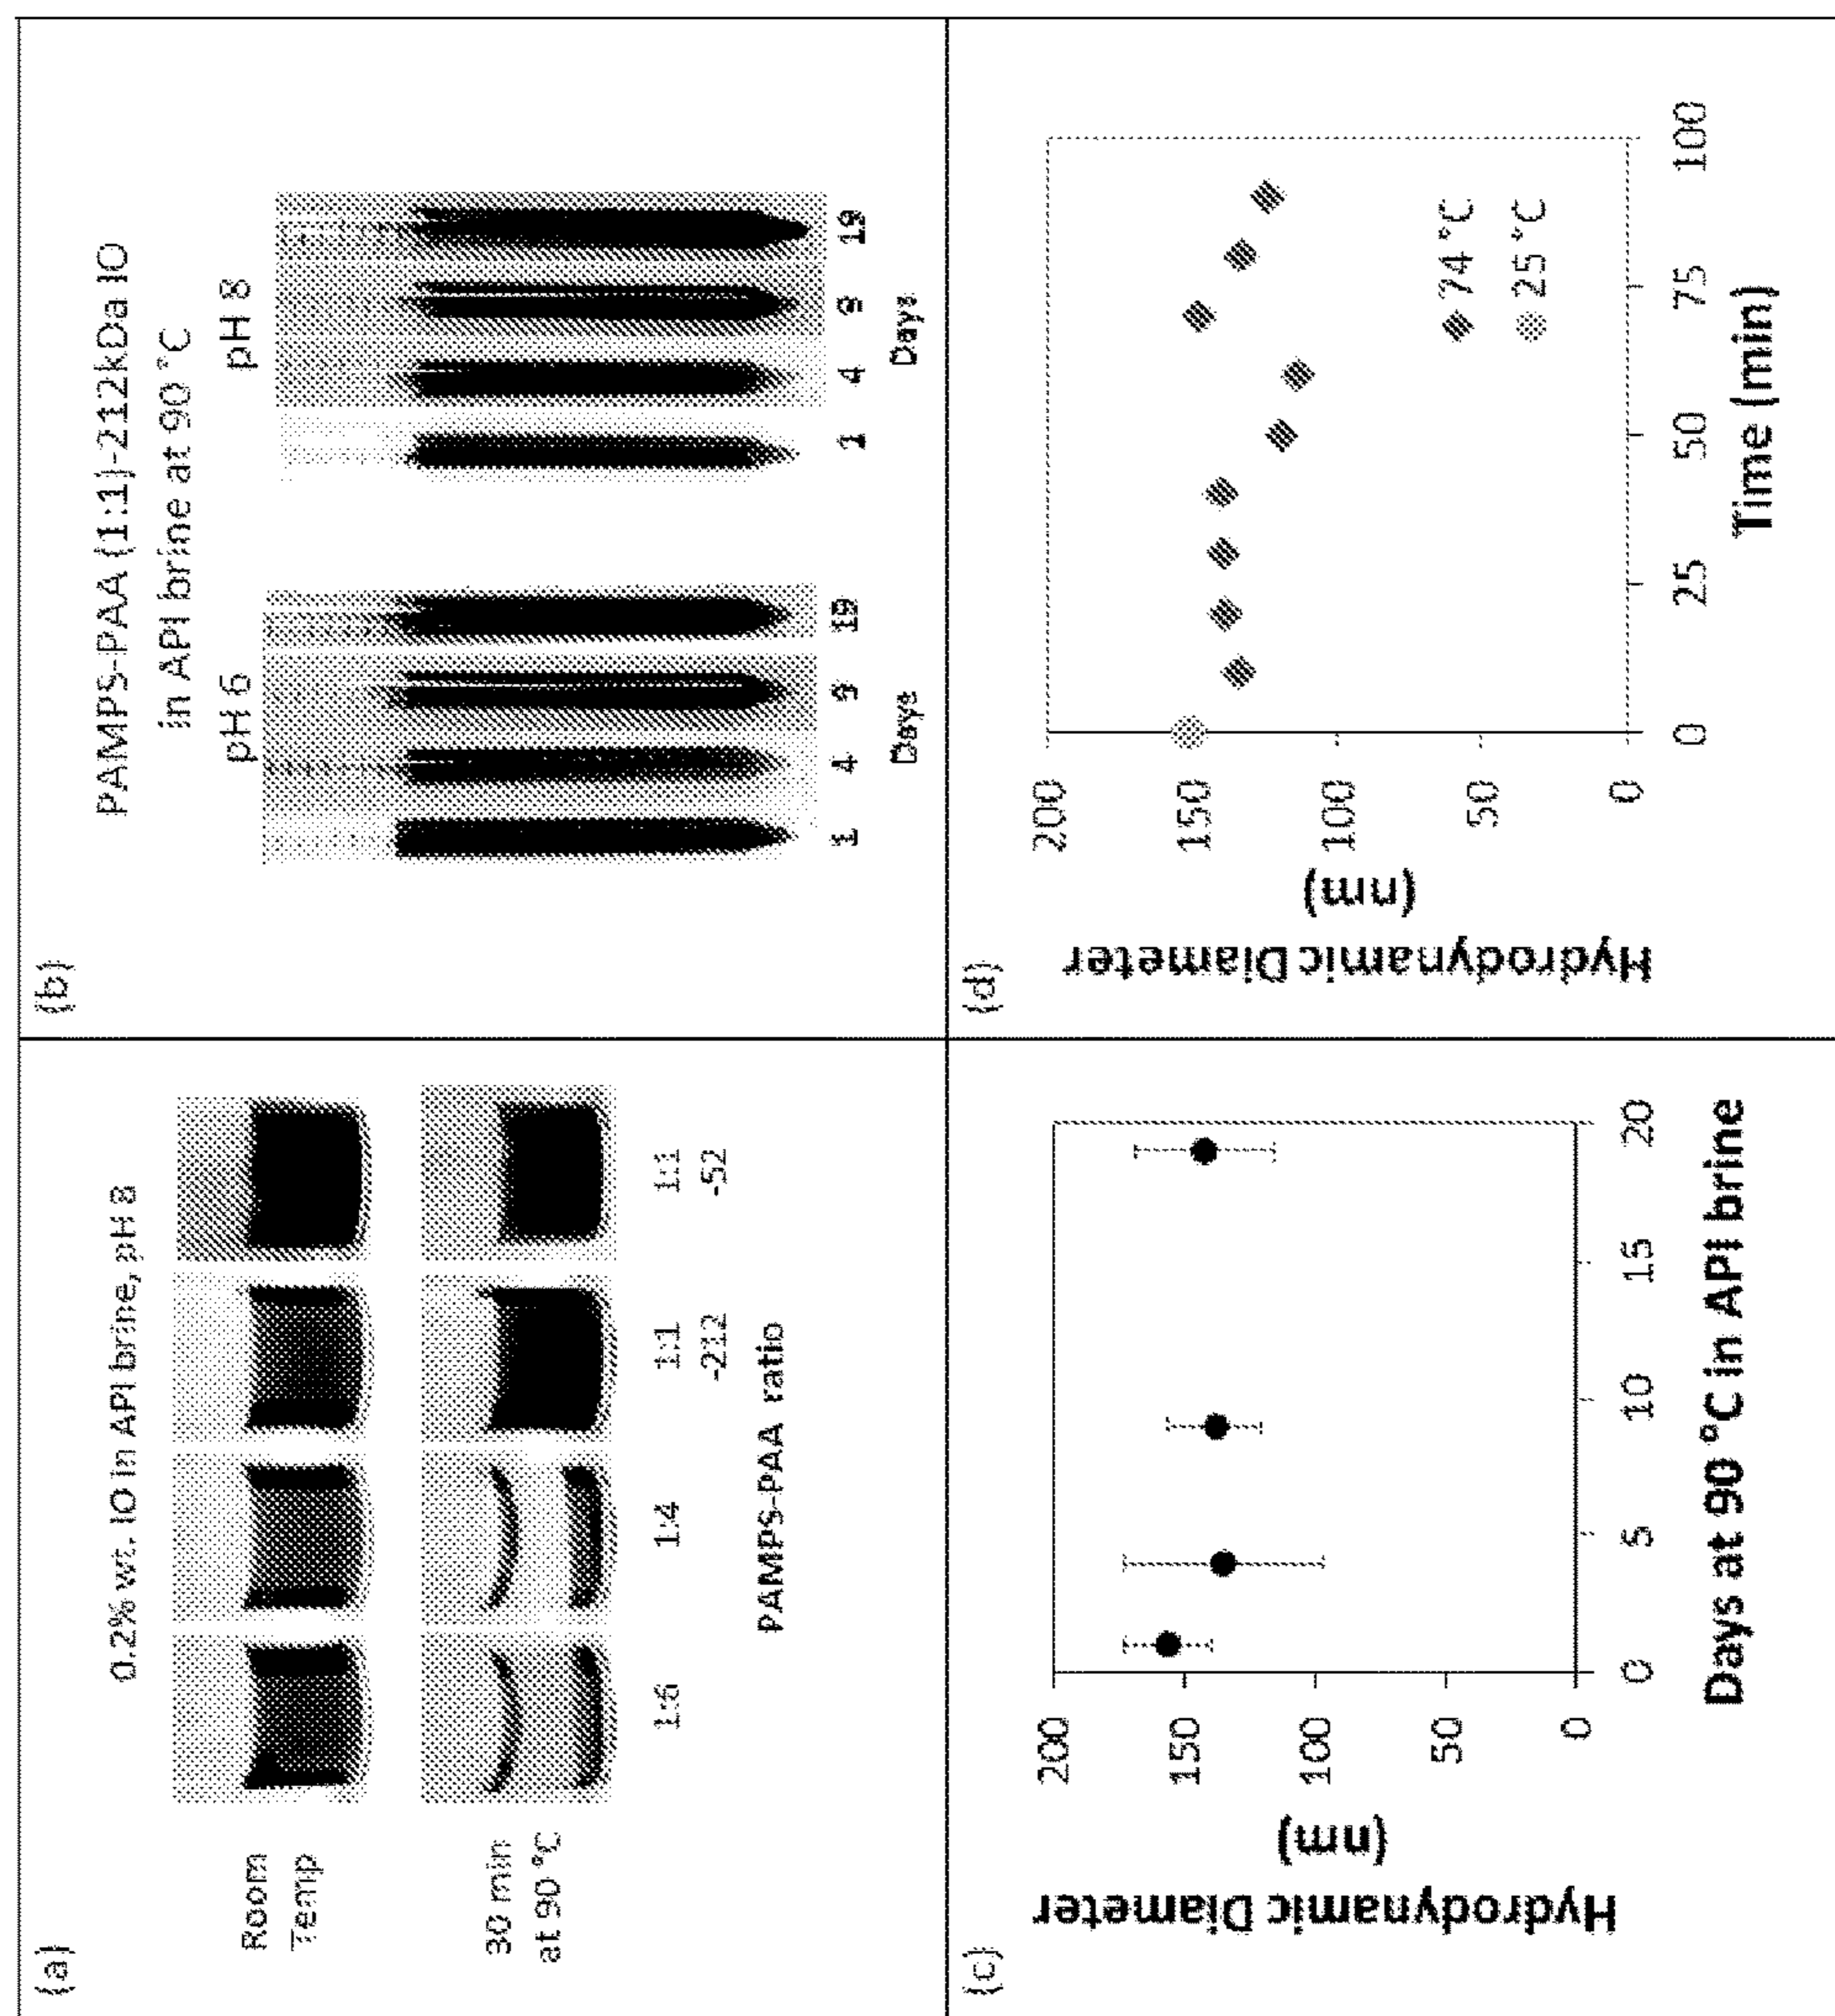 (a)
0.2% wt. IO in API brine, pH 8
Room
Temp
30 min
at 90 °C
1:6
1:4
1:1
-212
1:1
-52
PAMPS-PAA ratio
(b)
PAMPS-PAA (1:1)-212kDa IO
in API brine at 90 °C
pH 6
pH 8
1
4
9
19
Days
1
4
9
19
Days
(c)
Hydrodynamic Diameter
(nm)
200
150
100
50
0
0
5
10
15
20
Days at 90 °C in API brine
(d)
Hydrodynamic Diameter
(nm)
200
150
100
50
0
74 °C
25 °C
0
25
50
75
100
Time (min)